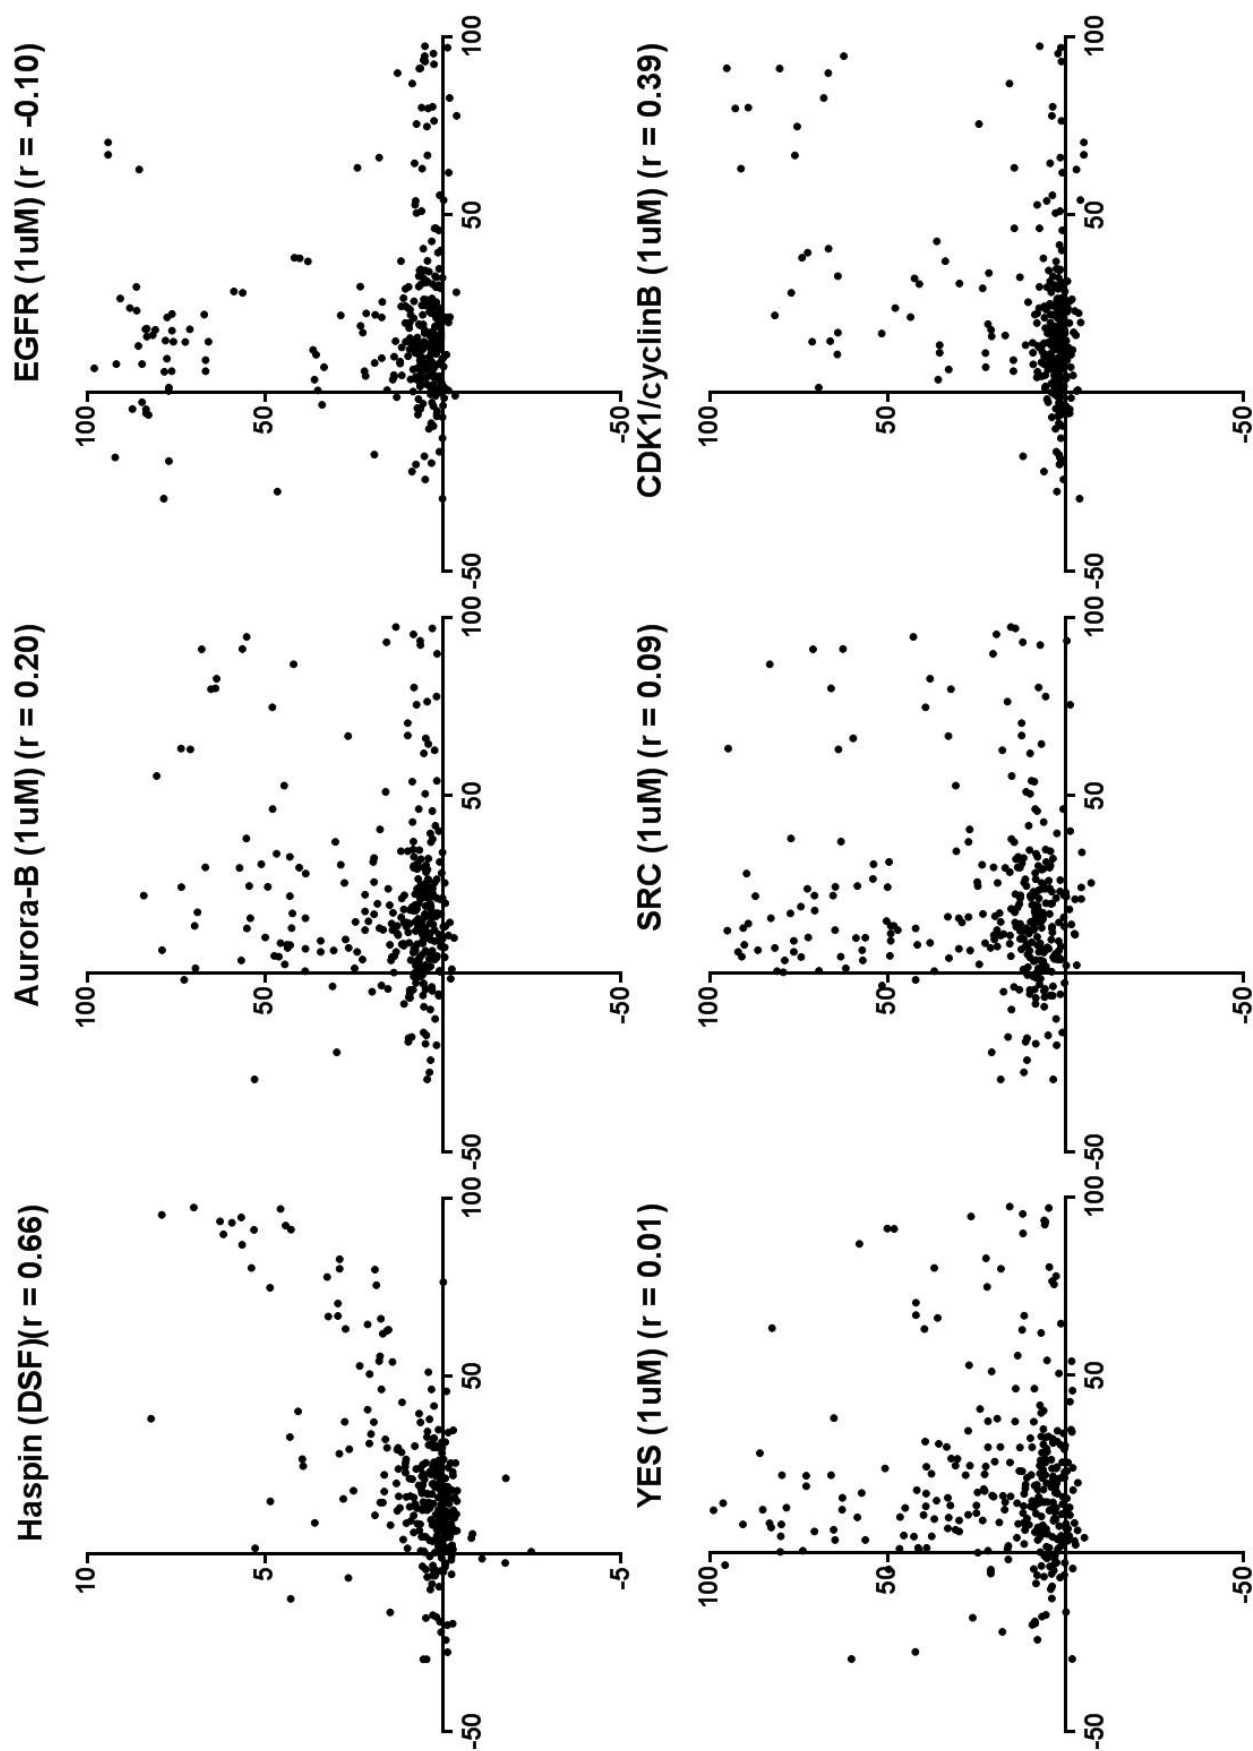 Haspin (DSF)(r = 0.66)
10
5
-50 50 100
-5
Aurora-B (1uM) (r = 0.20)
100
50
-50 50 100
-50
EGFR (1uM) (r = -0.10)
100
50
-50 50 100
-50
YES (1uM) (r = 0.01)
100
50
-50 50 100
-50
SRC (1uM) (r = 0.09)
100
50
-50 50 100
-50
CDK1/cyclinB (1uM) (r = 0.39)
100
50
-50 50 100
-50